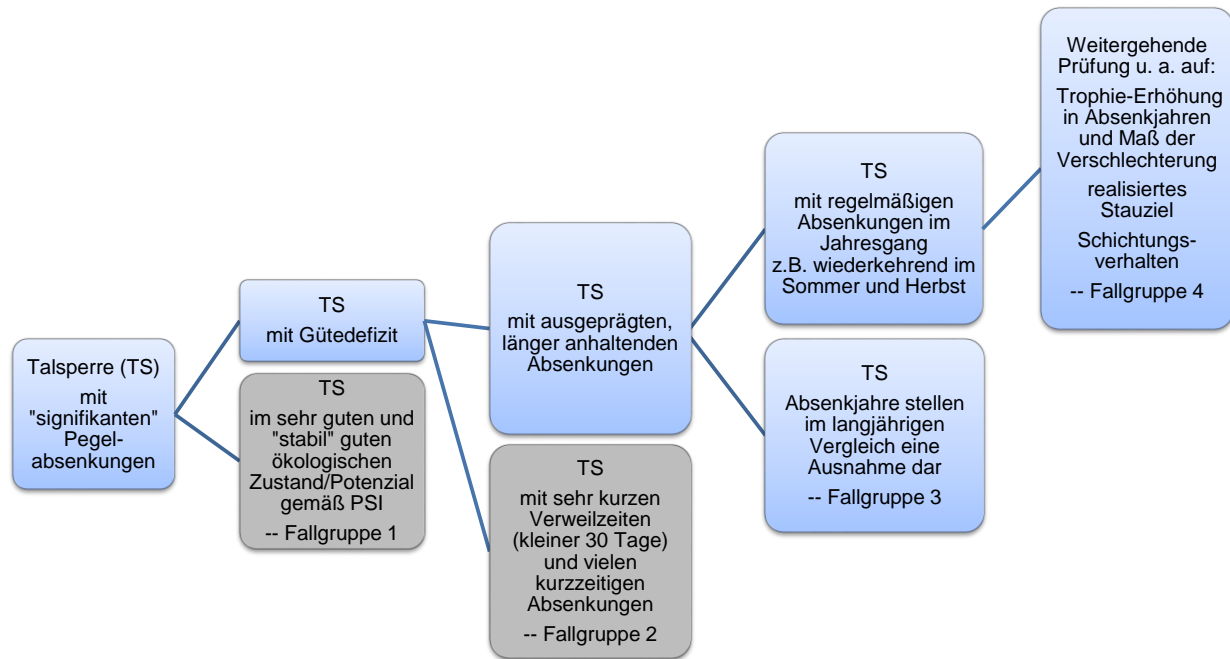 Talsperre (TS)
mit
"signifikanten"
Pegel-
absenkungen
TS
mit Gütedefizit
TS
im sehr guten und
"stabil" guten
ökologischen
Zustand/Potenzial
gemäß PSI
-- Fallgruppe 1
TS
mit ausgeprägten,
länger anhaltenden
Absenkungen
TS
mit sehr kurzen
Verweilzeiten
(kleiner 30 Tage)
und vielen
kurzzeitigen
Absenkungen
-- Fallgruppe 2
TS
mit regelmäßigen
Absenkungen im
Jahresgang
z.B. wiederkehrend im
Sommer und Herbst
TS
Absenkjahre stellen
im langjährigen
Vergleich eine
Ausnahme dar
-- Fallgruppe 3
Weitergehende
Prüfung u. a. auf:
Trophie-Erhöhung
in Absenkjahren
und Maß der
Verschlechterung
realisiertes
Stauziel
Schichtungs-
verhalten
-- Fallgruppe 4